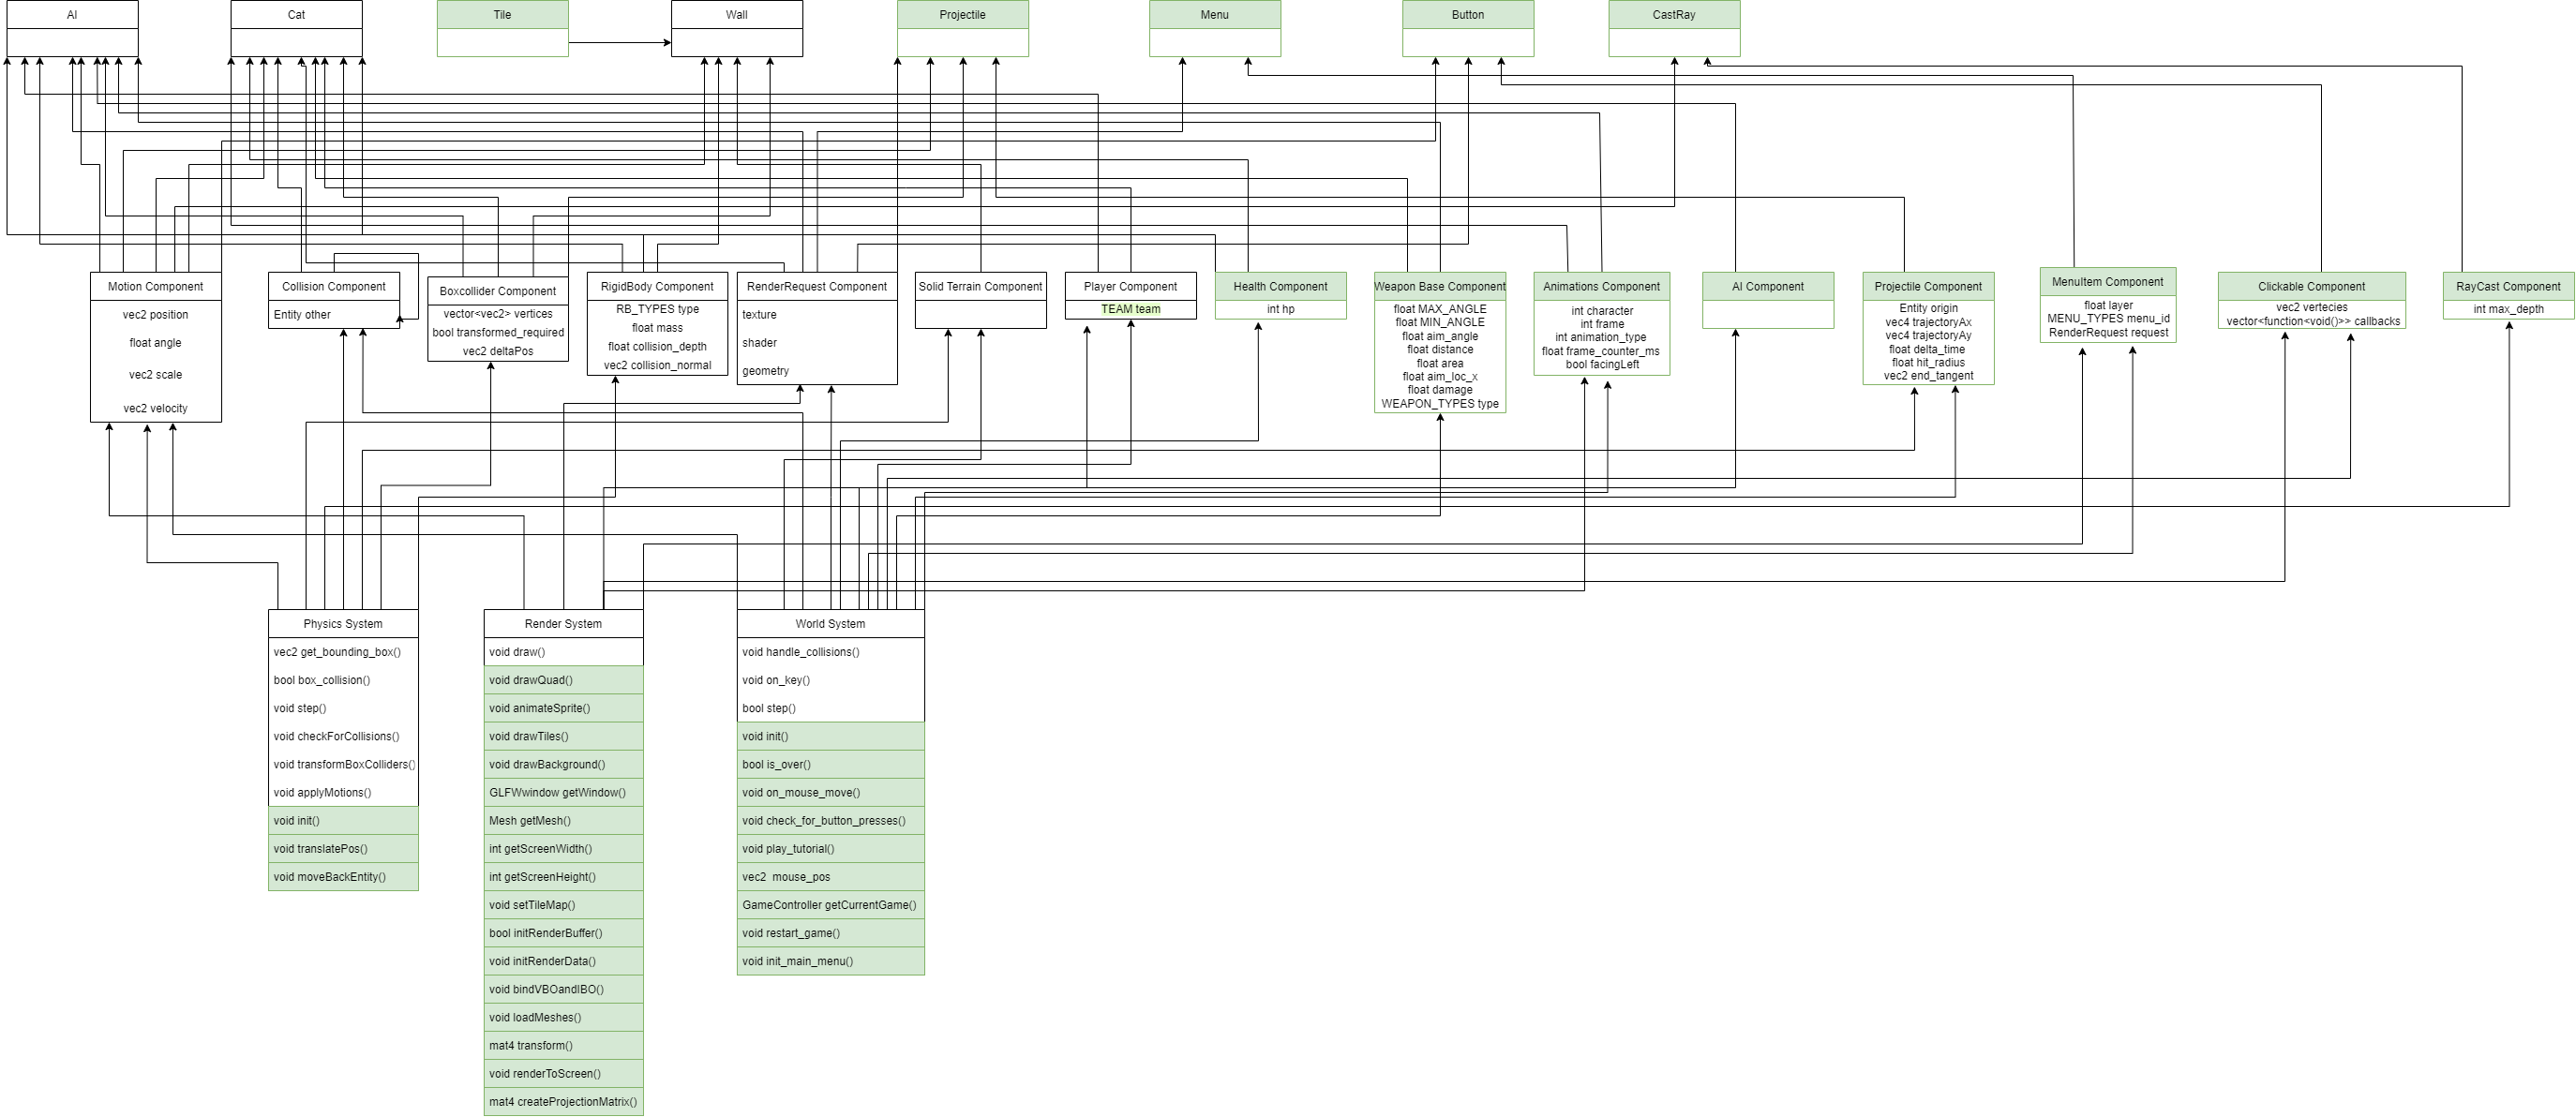 AI
Cat
Tile
Wall
Projectile
Menu
Button
CastRay
Motion Component
vec2 position
float angle
vec2 scale
vec2 velocity
Collision Component
Entity other
Boxcollider Component
vector<vec2> vertices
bool transformed_required
vec2 deltaPos
RigidBody Component
RB_TYPES type
float mass
float collision_depth
vec2 collision_normal
RenderRequest Component
texture
shader
geometry
Solid Terrain Component
Player Component
TEAM team
Health Component
int hp
Weapon Base Component
float MAX_ANGLE
float MIN_ANGLE
float aim_angle
float distance
float area
float aim_loc_x
float damage
WEAPON_TYPES type
Animations Component
int character
int frame
int animation_type
float frame_counter_ms
bool facingLeft
AI Component
Projectile Component
Entity origin
vec4 trajectoryAx
vec4 trajectoryAy
float delta_time
float hit_radius
vec2 end_tangent
MenuItem Component
float layer
MENU_TYPES menu_id
RenderRequest request
Clickable Component
vec2 vertecies
vector<function<void()>> callbacks
RayCast Component
int max_depth
Physics System
vec2 get_bounding_box()
bool box_collision()
void step()
void checkForCollisions()
void transformBoxColliders()
void applyMotions()
void init()
void translatePos()
void moveBackEntity()
Render System
void draw()
void drawQuad()
void animateSprite()
void drawTiles()
void drawBackground()
GLFWwindow getWindow()
Mesh getMesh()
int getScreenWidth()
int getScreenHeight()
void setTileMap()
bool initRenderBuffer()
void initRenderData()
void bindVBOandIBO()
void loadMeshes()
mat4 transform()
void renderToScreen()
mat4 createProjectionMatrix()
World System
void handle_collisions()
void on_key()
bool step()
void init()
bool is_over()
void on_mouse_move()
void check_for_button_presses()
void play_tutorial()
vec2  mouse_pos
GameController getCurrentGame()
void restart_game()
void init_main_menu()